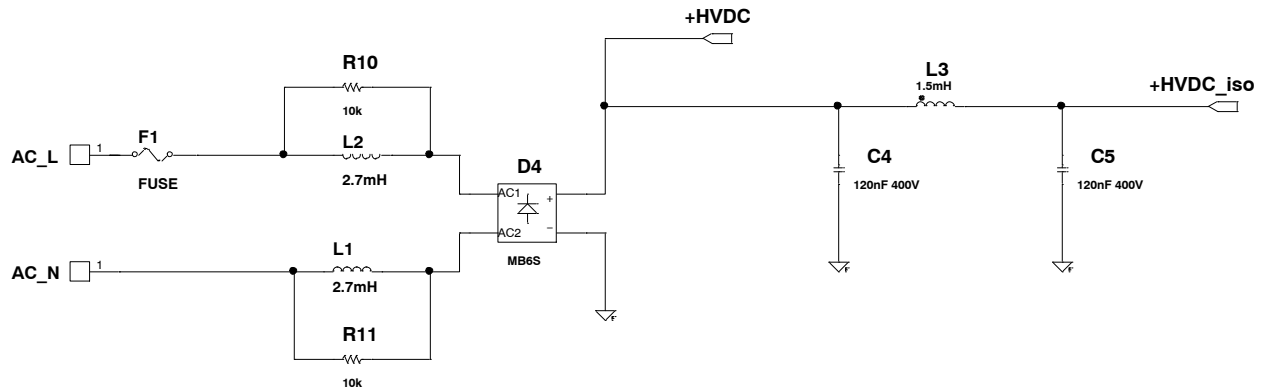 +HVDC
R10
10k
L3
1.5mH
+HVDC_iso
AC_L
1
F1
FUSE
L2
2.7mH
D4
AC1
+
AC2
-
MB6S
C4
120nF 400V
C5
120nF 400V
AC_N
1
L1
2.7mH
R11
10k